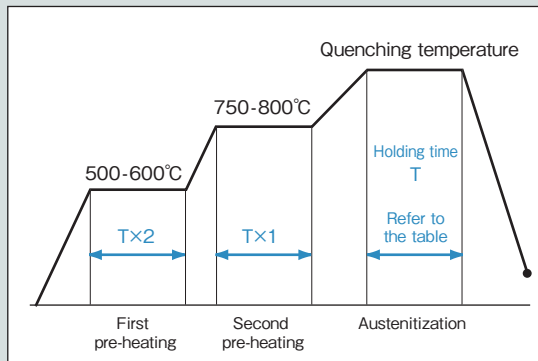 Quenching temperature
750-800℃
500-600℃
Holding time
T
T×2
T×1
Refer to
the table
First
pre-heating
Second
pre-heating
Austenitization